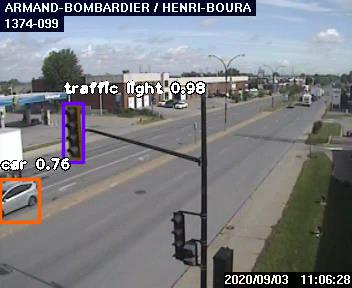 ARMAND-BOMBARDIER / HENRI-BOURA
1374-099
traffic light 0.98
car 0.76
2020/09/03 11:06:28